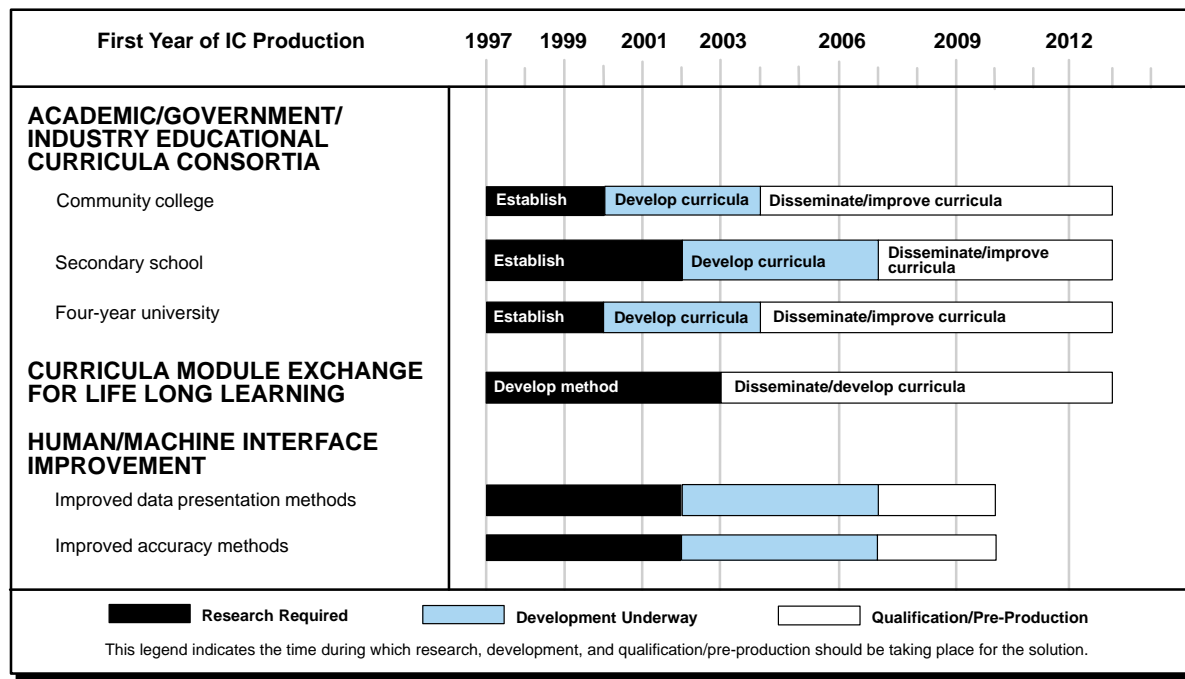 First Year of IC Production 1997 1999 2001 2003 2006 2009 2012
ACADEMIC/GOVERNMENT/
INDUSTRY EDUCATIONAL
CURRICULA CONSORTIA
Community college Establish Develop curricula Disseminate/improve curricula
Secondary school Establish Develop curricula Disseminate/improve
curricula
Four-year university Establish Develop curricula Disseminate/improve curricula
CURRICULA MODULE EXCHANGE
FOR LIFE LONG LEARNING
Develop method Disseminate/develop curricula
HUMAN/MACHINE INTERFACE
IMPROVEMENT
Improved data presentation methods
Improved accuracy methods
Research Required Development Underway Qualification/Pre-Production
This legend indicates the time during which research, development, and qualification/pre-production should be taking place for the solution.